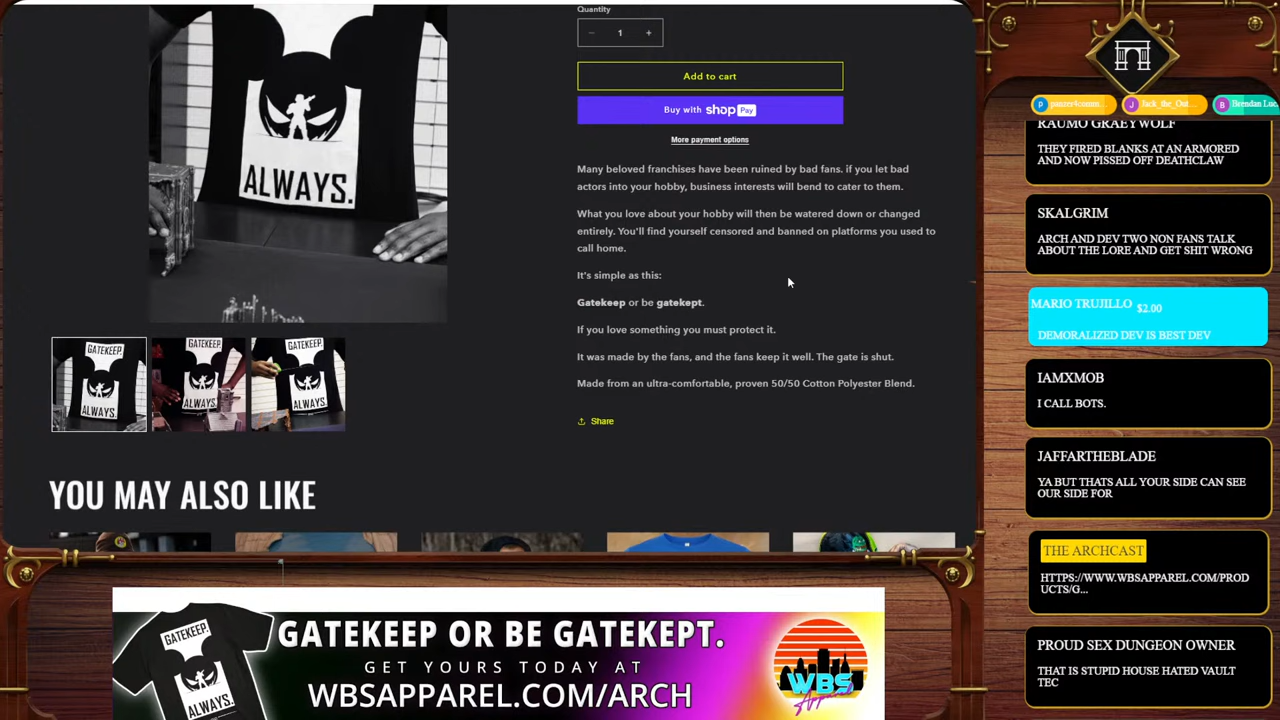 Quantity
− 1 +
Add to cart
Buy with shop Pay
More payment options
Many beloved franchises have been ruined by bad fans. if you let bad
actors into your hobby, business interests will bend to cater to them.
What you love about your hobby will then be watered down or changed
entirely. You'll find yourself censored and banned on platforms you used to
call home.
It's simple as this:
Gatekeep or be gatekept.
If you love something you must protect it.
It was made by the fans, and the fans keep it well. The gate is shut.
Made from an ultra-comfortable, proven 50/50 Cotton Polyester Blend.
Share
ALWAYS.
GATEKEEP.
ALWAYS.
GATEKEEP.
ALWAYS.
GATEKEEP.
ALWAYS.
YOU MAY ALSO LIKE
GATEKEEP.
ALWAYS.
GATEKEEP OR BE GATEKEPT.
GET YOURS TODAY AT
WBSAPPAREL.COM/ARCH
WBS
Apparel
P panzer4comm...
J Jack_the_Out...
B Brendan Luc
RAUMO GRAEYWOLF
THEY FIRED BLANKS AT AN ARMORED
AND NOW PISSED OFF DEATHCLAW
SKALGRIM
ARCH AND DEV TWO NON FANS TALK
ABOUT THE LORE AND GET SHIT WRONG
MARIO TRUJILLO $2.00
DEMORALIZED DEV IS BEST DEV
IAMXMOB
I CALL BOTS.
JAFFARTHEBLADE
YA BUT THATS ALL YOUR SIDE CAN SEE
OUR SIDE FOR
THE ARCHCAST
HTTPS://WWW.WBSAPPAREL.COM/PROD
UCTS/G...
PROUD SEX DUNGEON OWNER
THAT IS STUPID HOUSE HATED VAULT
TEC